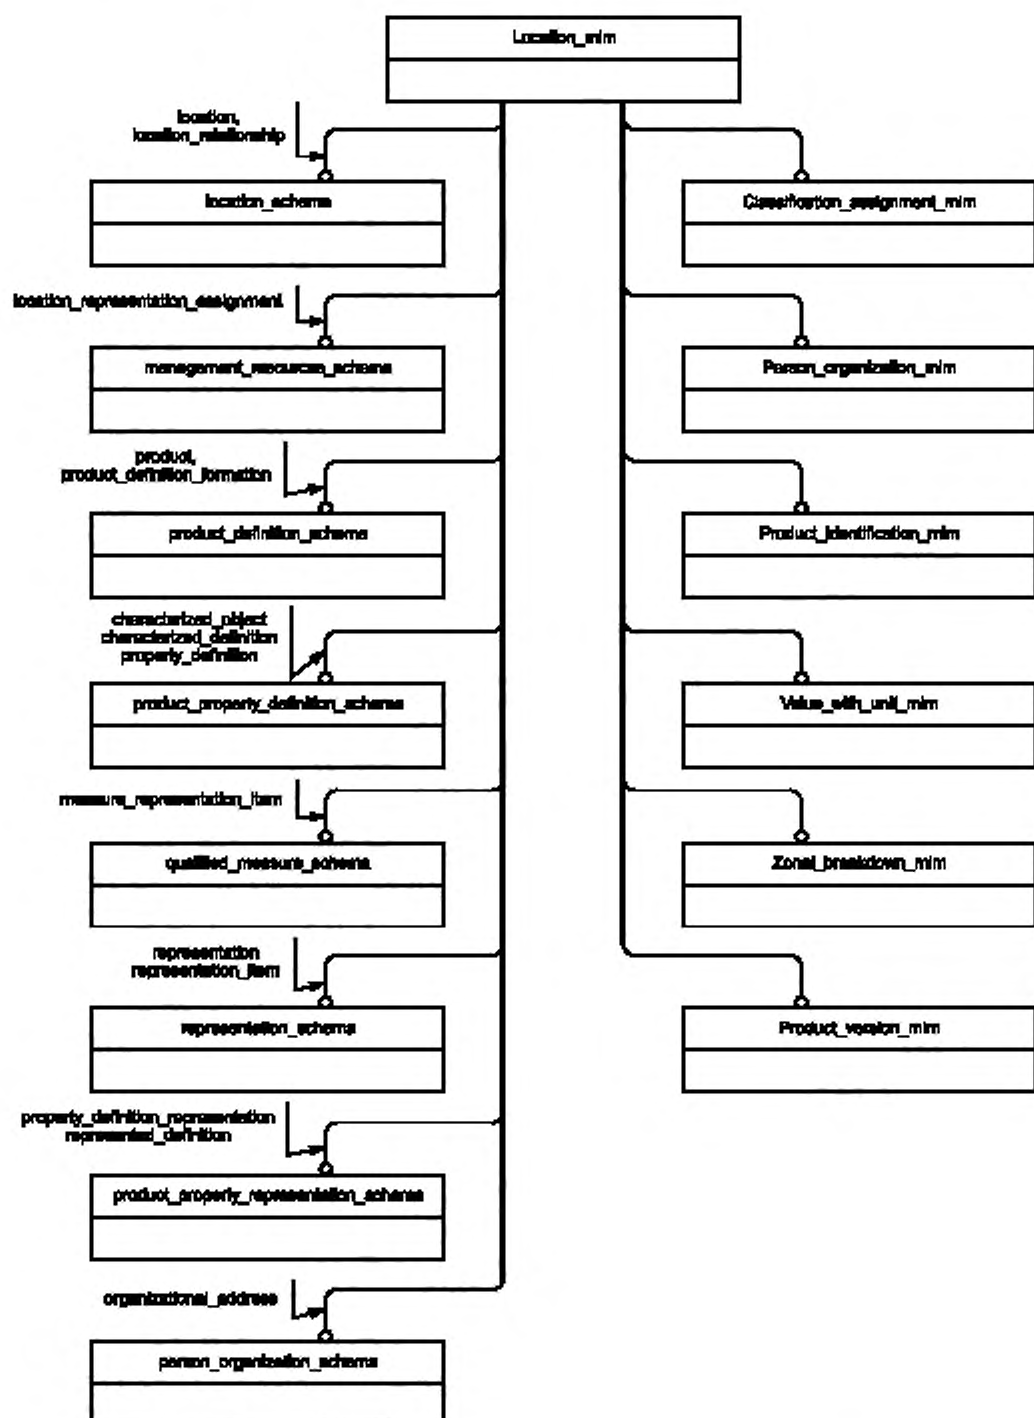 Location_mim
location,
location_relationship
location_schema
Classification_assignment_mim
location_representation_assignment
management_resources_schema
Person_organization_mim
product,
product_definition_formation
product_definition_schema
Product_identification_mim
characterized_object
characterized_definition
property_definition
product_property_definition_schema
Value_with_unit_mim
measure_representation_item
qualified_measure_schema
Zonal_breakdown_mim
representation
representation_item
representation_schema
Product_version_mim
property_definition_representation
represented_definition
product_property_representation_schema
organizational_address
person_organization_schema